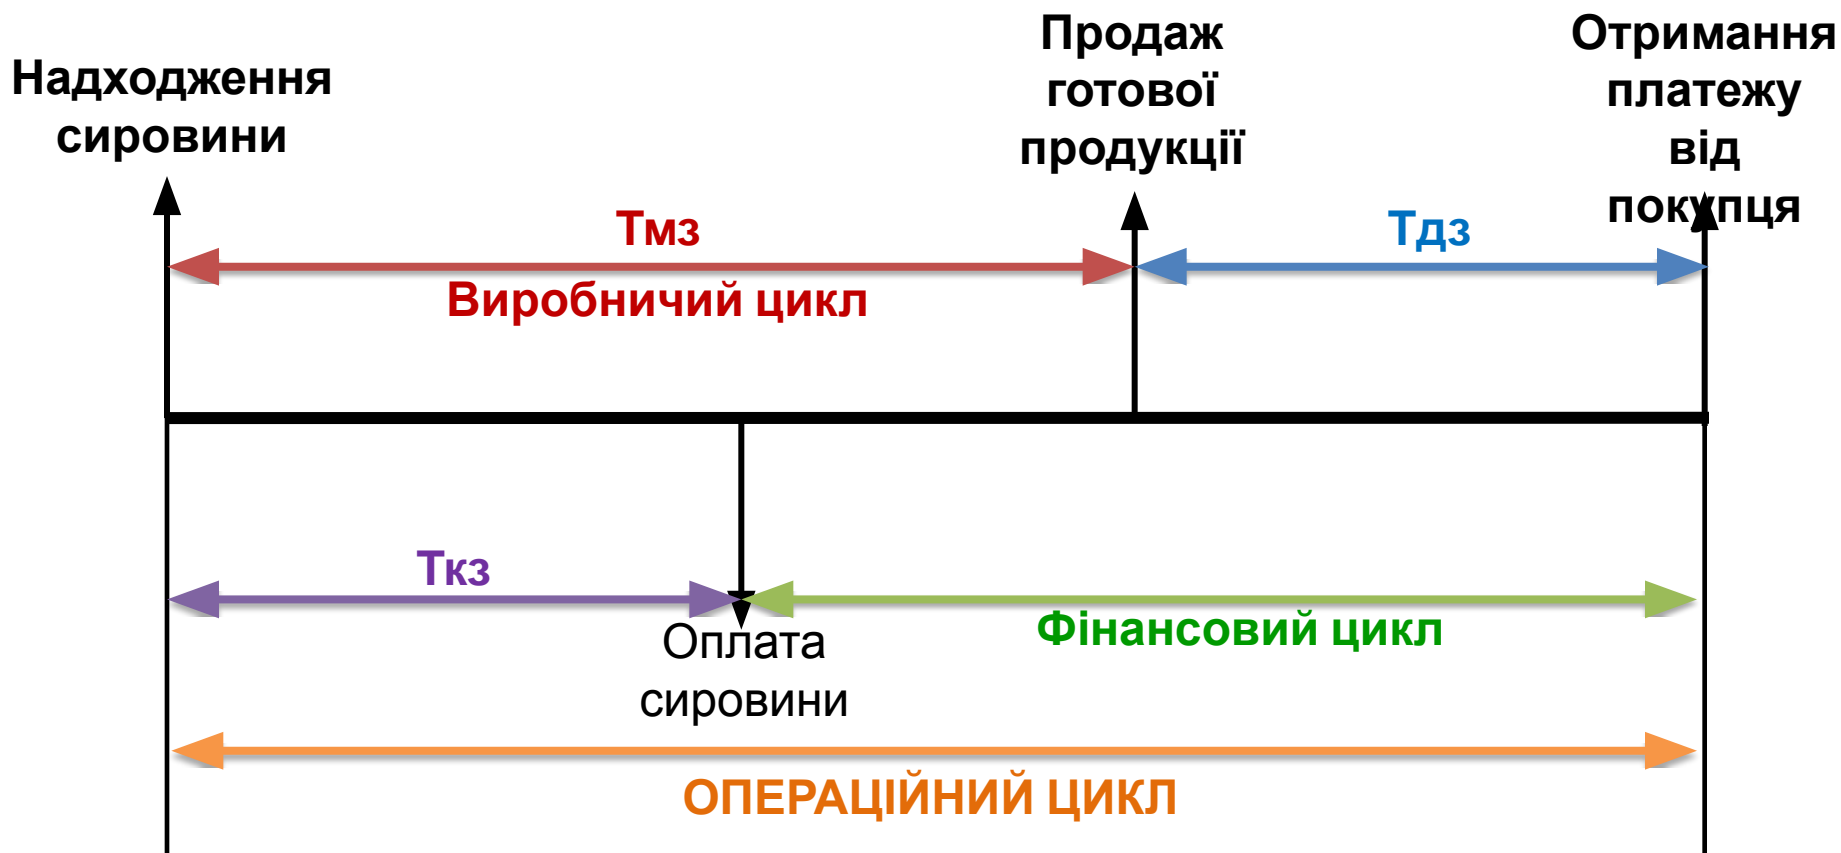 Надходження
сировини
Продаж
готової
продукції
Отримання
платежу
від
покупця
Тмз
Тдз
Виробничий цикл
Ткз
Оплата
сировини
Фінансовий цикл
ОПЕРАЦІЙНИЙ ЦИКЛ